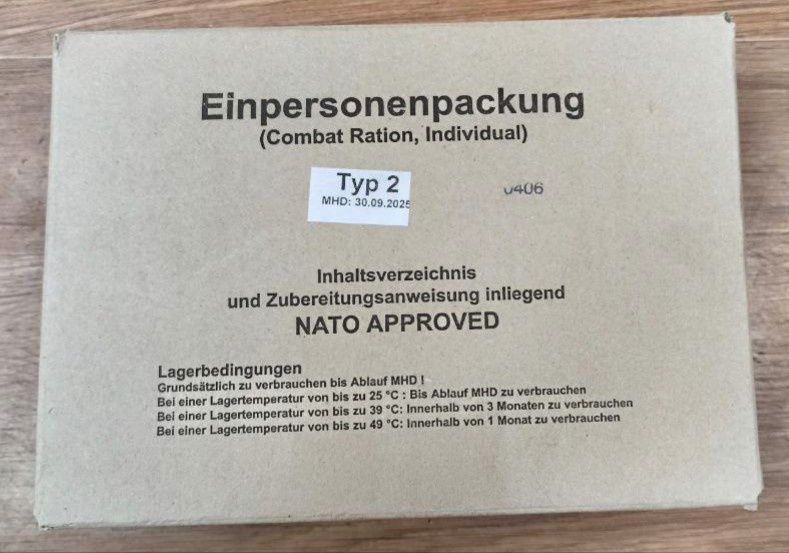 Einpersonenpackung
(Combat Ration, Individual)
Typ 2
MHD: 30.09.2025
0406
Inhaltsverzeichnis
und Zubereitungsanweisung inliegend
NATO APPROVED
Lagerbedingungen
Grundsätzlich zu verbrauchen bis Ablauf MHD !
Bei einer Lagertemperatur von bis zu 25 °C : Bis Ablauf MHD zu verbrauchen
Bei einer Lagertemperatur von bis zu 39 °C: Innerhalb von 3 Monaten zu verbrauchen
Bei einer Lagertemperatur von bis zu 49 °C: Innerhalb von 1 Monat zu verbrauchen